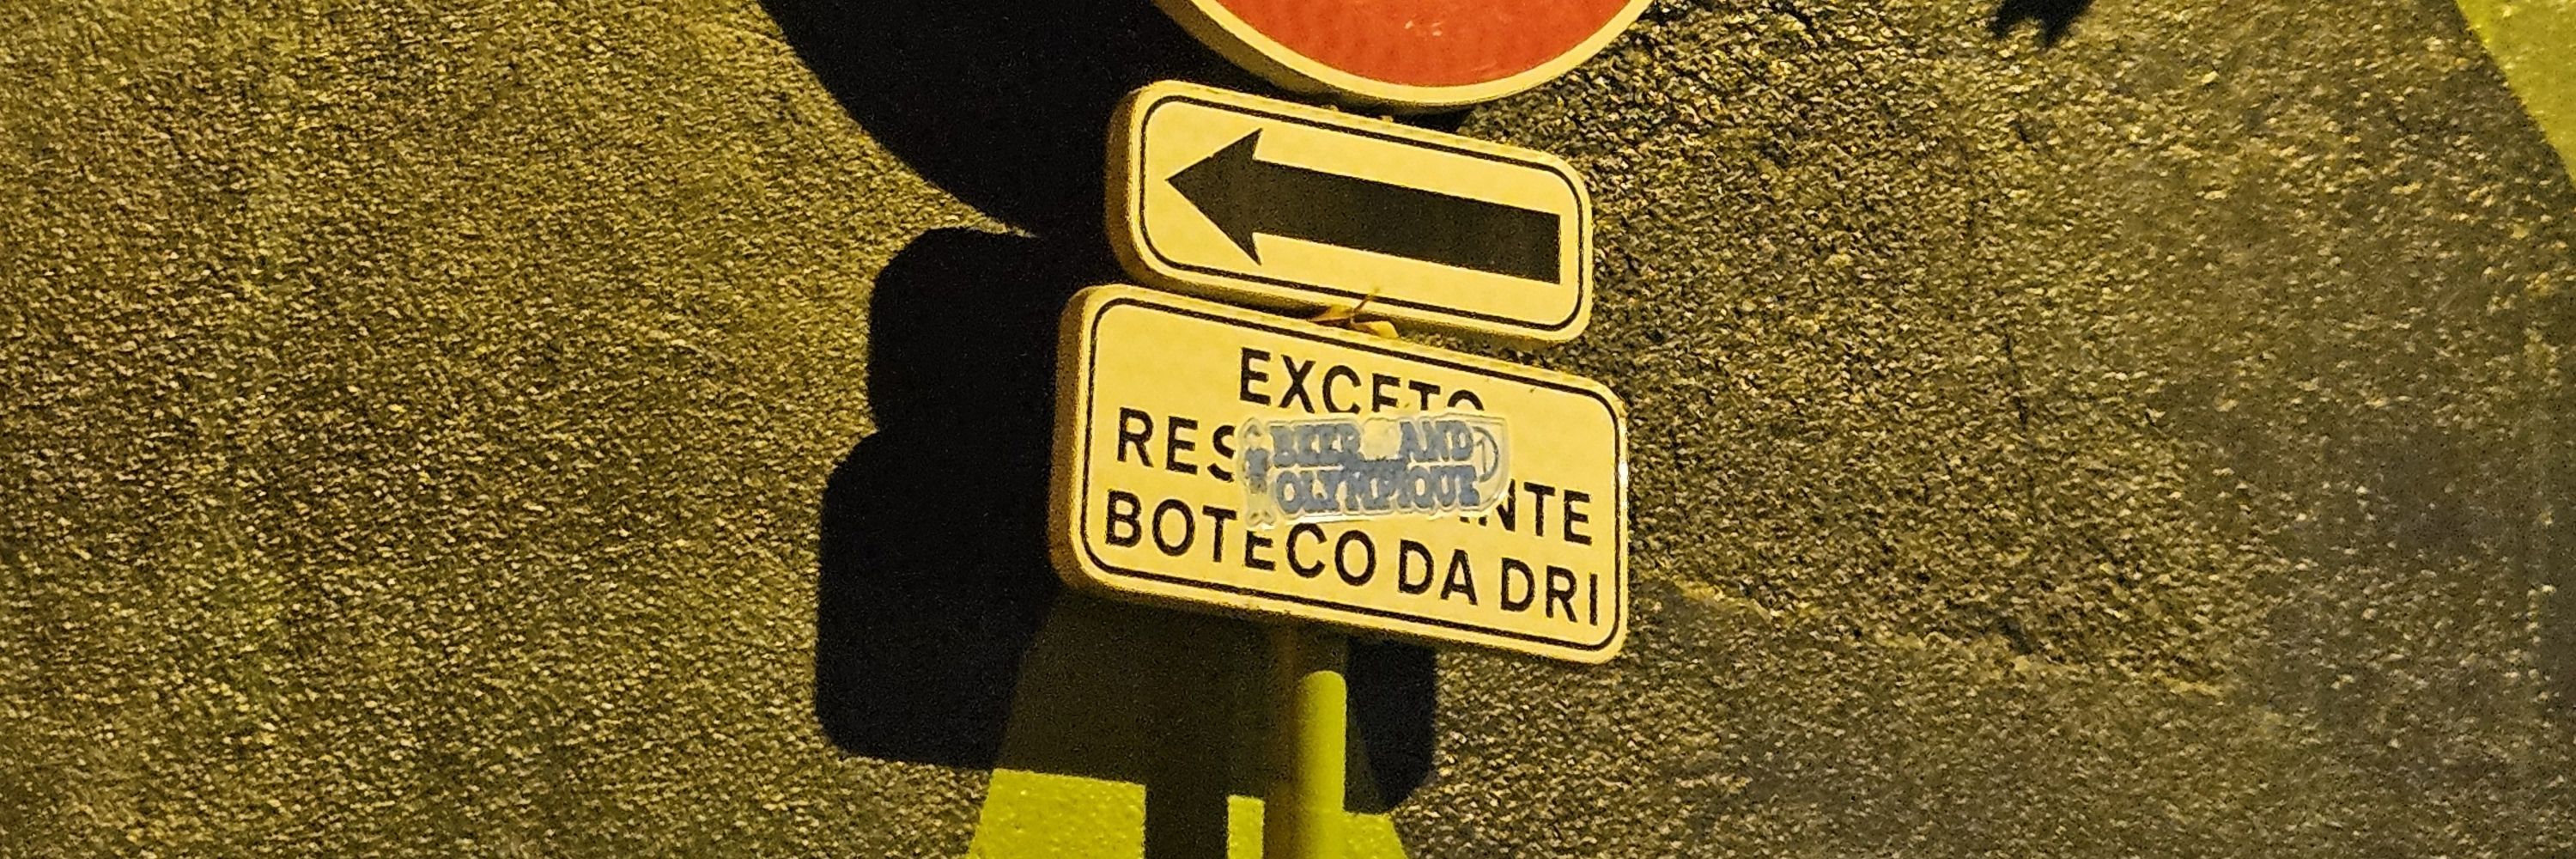 EXCETO
BEER AND
OLYMPIQUE
BOTECO DA DRI